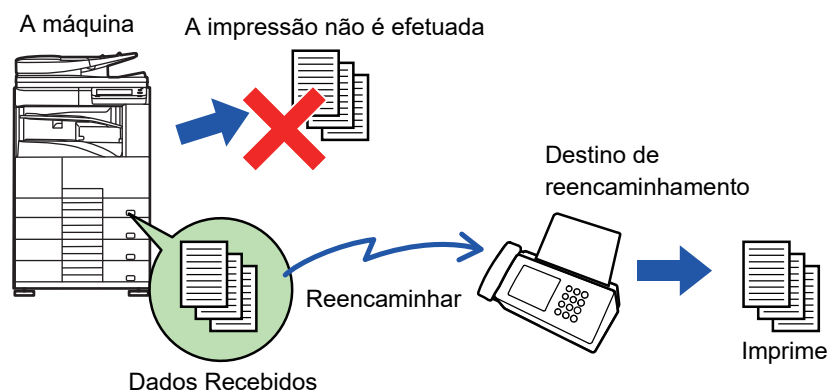 A máquina
A impressão não é efetuada
Destino de
reencaminhamento
Reencaminhar
Imprime
Dados Recebidos